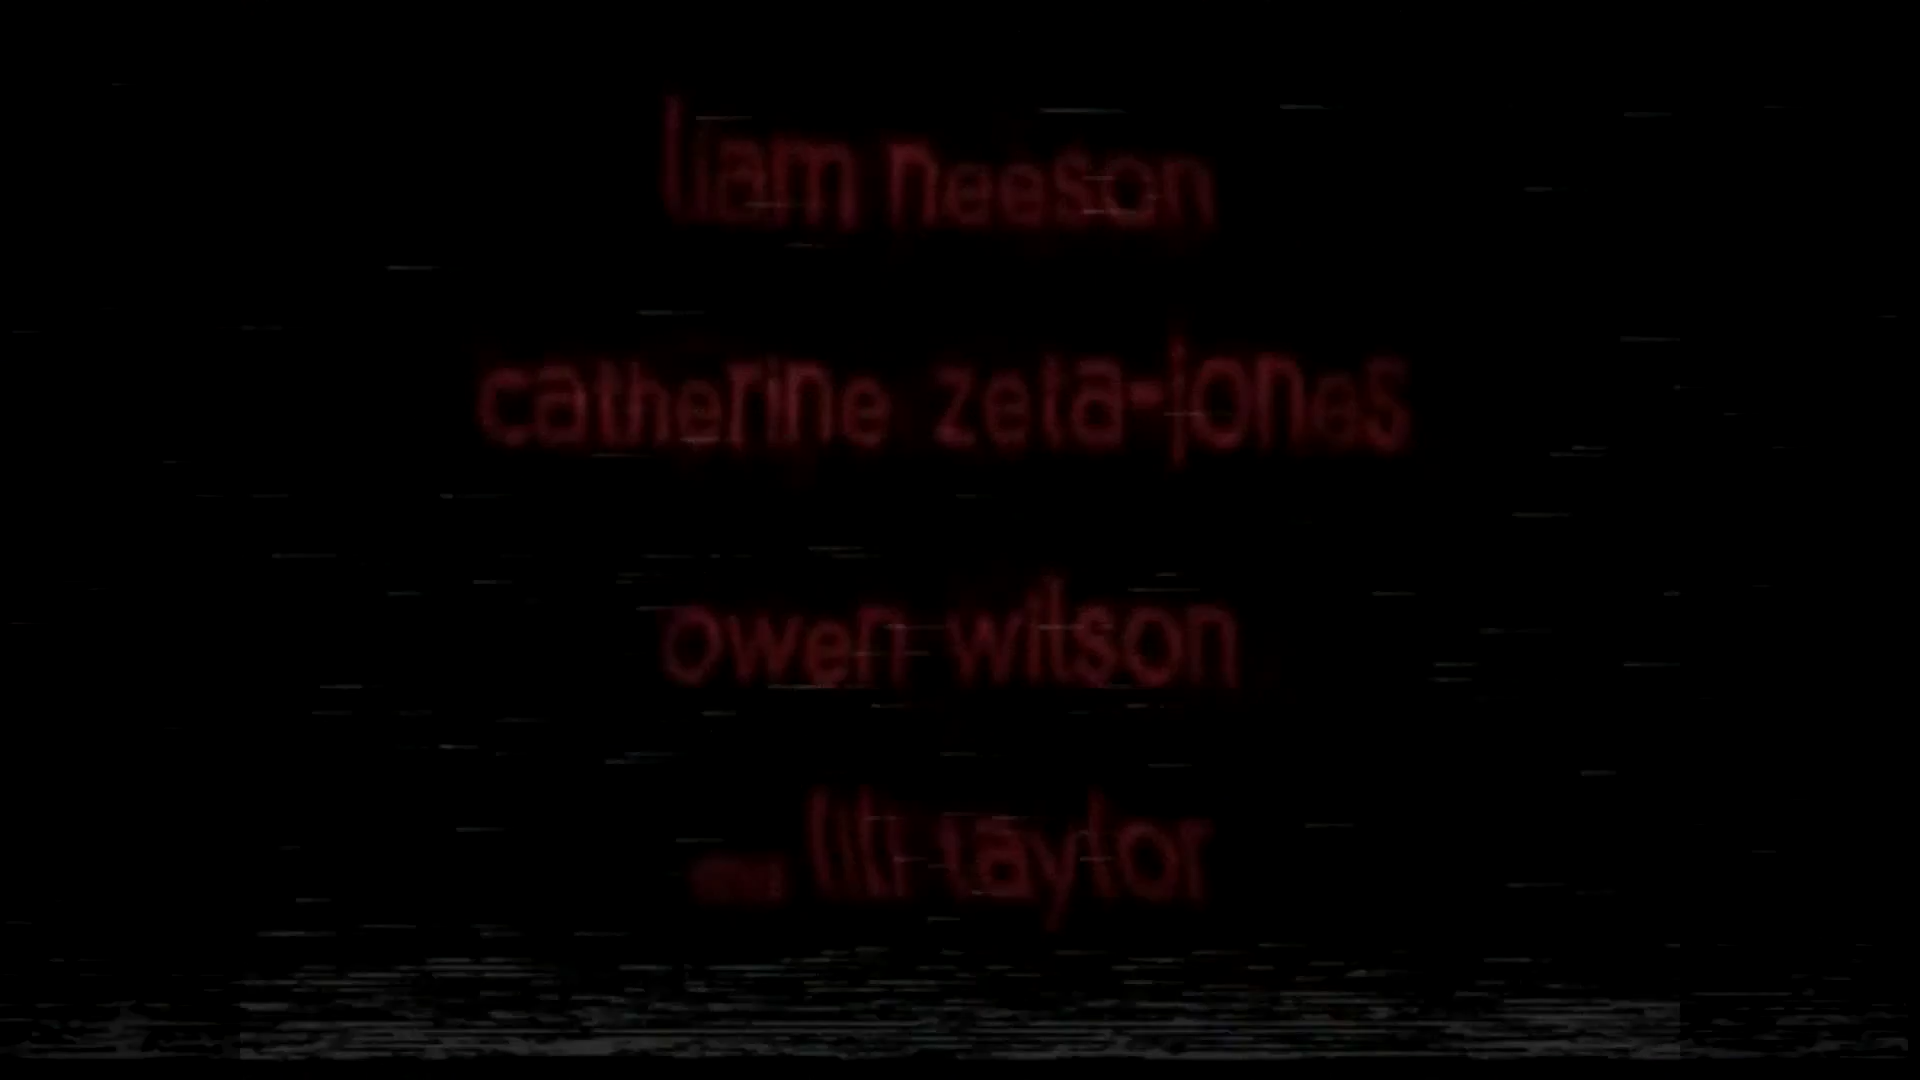 liam neeson
catherine zeta-jones
owen wilson
lili taylor